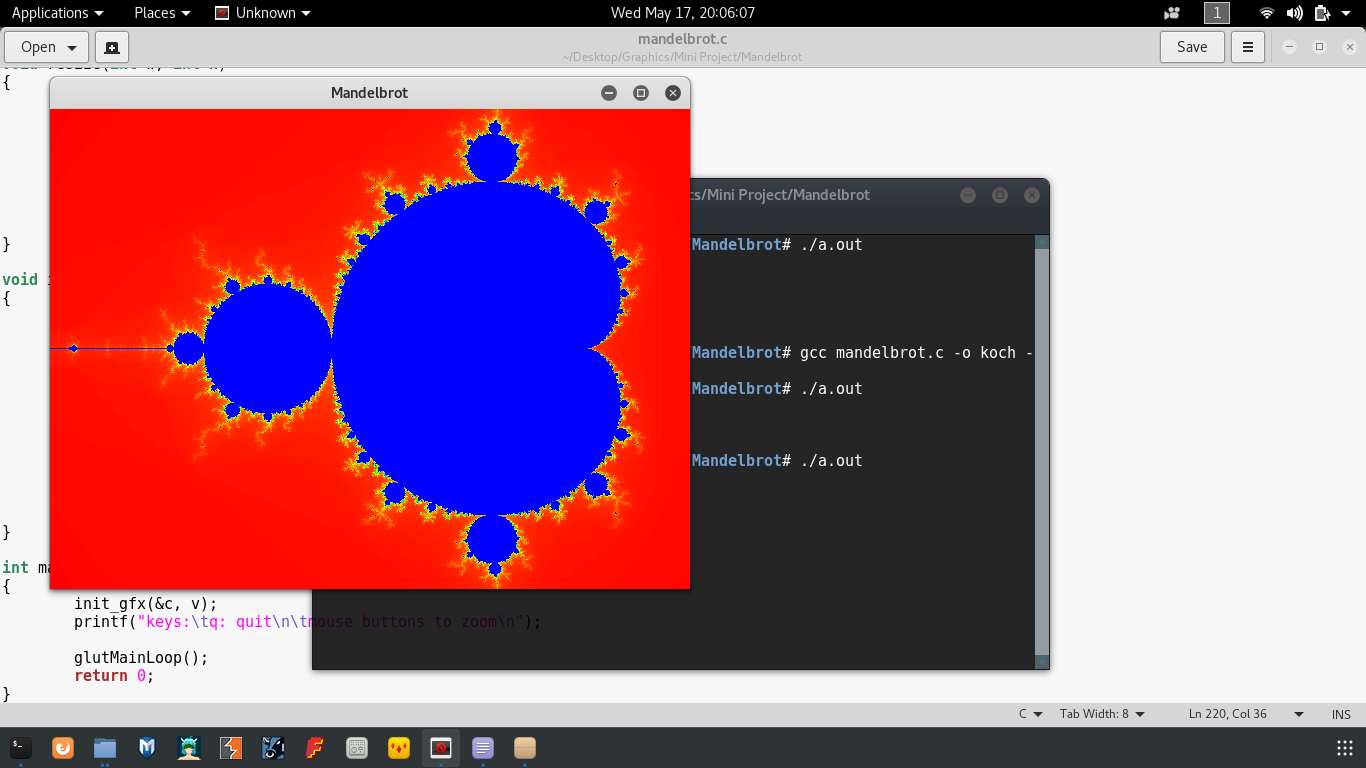 Applications Places Unknown Wed May 17, 20:06:07 1
Open mandelbrot.c Save
~/Desktop/Graphics/Mini Project/Mandelbrot
{
Mandelbrot
cs/Mini Project/Mandelbrot
}
Mandelbrot# ./a.out
void i
{
Mandelbrot# gcc mandelbrot.c -o koch -
Mandelbrot# ./a.out
Mandelbrot# ./a.out
}
int ma
{
init_gfx(&c, v);
printf("keys:\tq: quit\n\tmouse buttons to zoom\n");
glutMainLoop();
return 0;
}
C Tab Width: 8 Ln 220, Col 36 INS